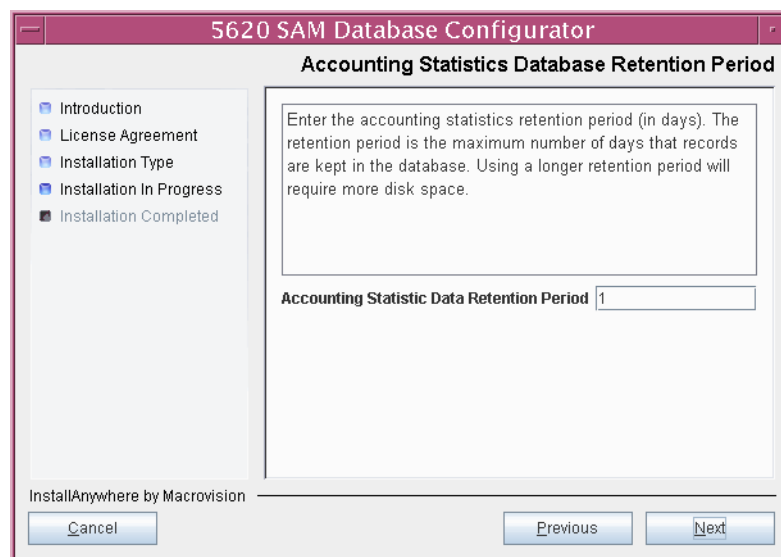 5620 SAM Database Configurator
Accounting Statistics Database Retention Period
Introduction
License Agreement
Installation Type
Installation In Progress
Installation Completed
Enter the accounting statistics retention period (in days). The
retention period is the maximum number of days that records
are kept in the database. Using a longer retention period will
require more disk space.
Accounting Statistic Data Retention Period 1
InstallAnywhere by Macrovision
Cancel Previous Next